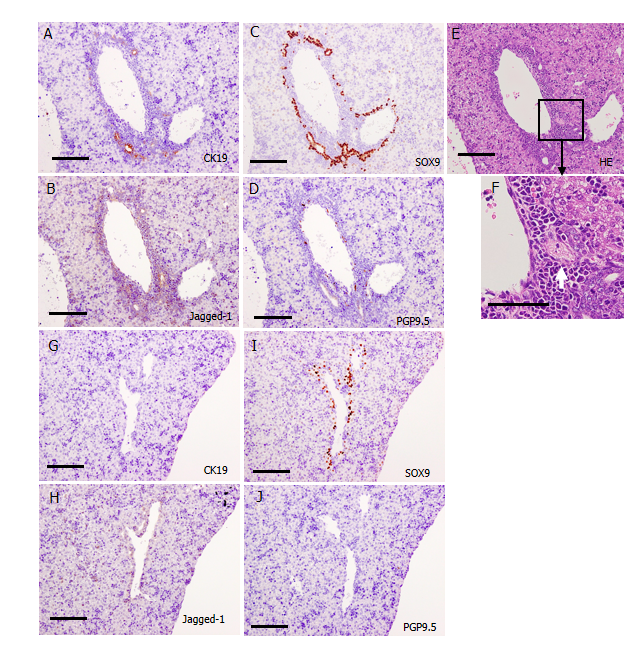 A
CK19
C
SOX9
E
HE
B
Jagged-1
D
PGP9.5
F
G
CK19
I
SOX9
H
Jagged-1
J
PGP9.5